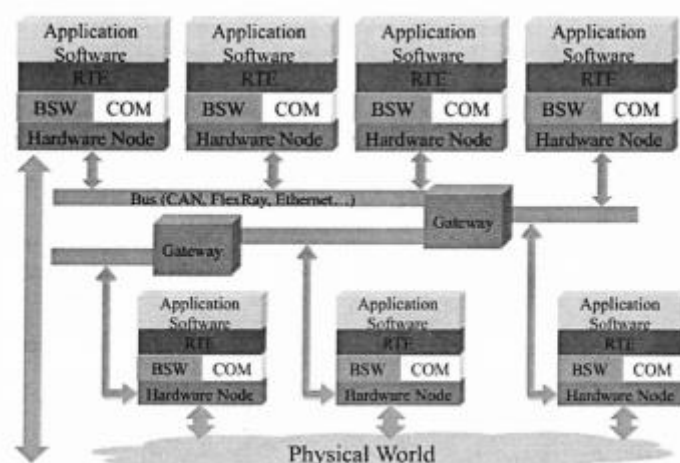 Application
Software
RTE
BSW COM
Hardware Node
Application
Software
RTE
BSW COM
Hardware Node
Application
Software
RTE
BSW COM
Hardware Node
Application
Software
RTE
BSW COM
Hardware Node
Bus (CAN, FlexRay, Ethernet…)
Gateway
Gateway
Application
Software
RTE
BSW COM
Hardware Node
Application
Software
RTE
BSW COM
Hardware Node
Application
Software
RTE
BSW COM
Hardware Node
Physical World